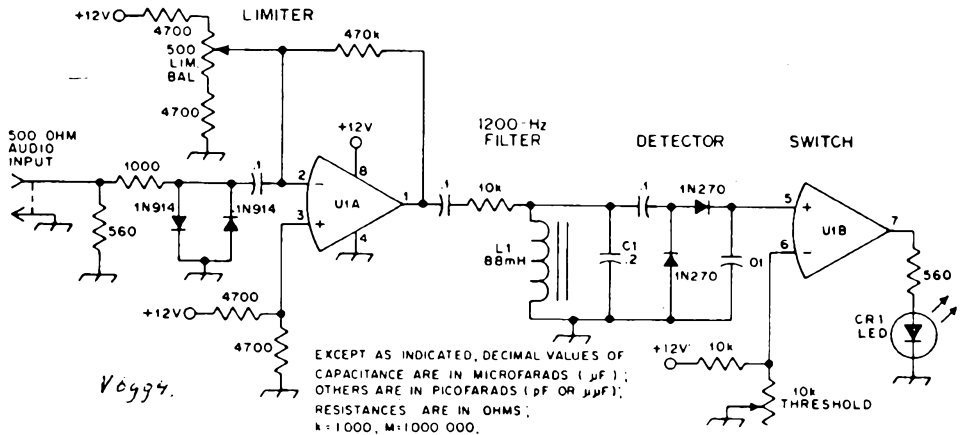 LIMITER
+12V
4700
500
LIM.
BAL
4700
470k
+12V
500 OHM
AUDIO
INPUT
1000
.1
1N914
1N914
560
2
-
3
+
8
U1A
4
1
+12V
4700
4700
1200-Hz
FILTER
.1
10k
L1
88mH
C1
.2
DETECTOR
.1
1N270
1N270
.01
SWITCH
5
+
6
-
U1B
7
560
CR1
LED
+12V
10k
10k
THRESHOLD
EXCEPT AS INDICATED, DECIMAL VALUES OF
CAPACITANCE ARE IN MICROFARADS (µF);
OTHERS ARE IN PICOFARADS (pF OR µµF);
RESISTANCES ARE IN OHMS;
k=1000, M=1000 000.